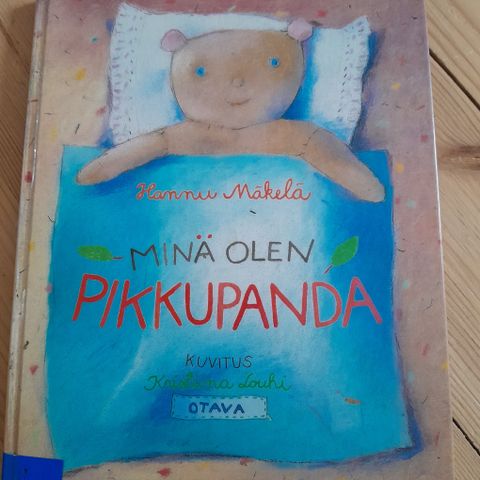 Hannu Mäkelä
MINÄ OLEN
PIKKUPANDA
KUVITUS
Kristiina Louhi
OTAVA